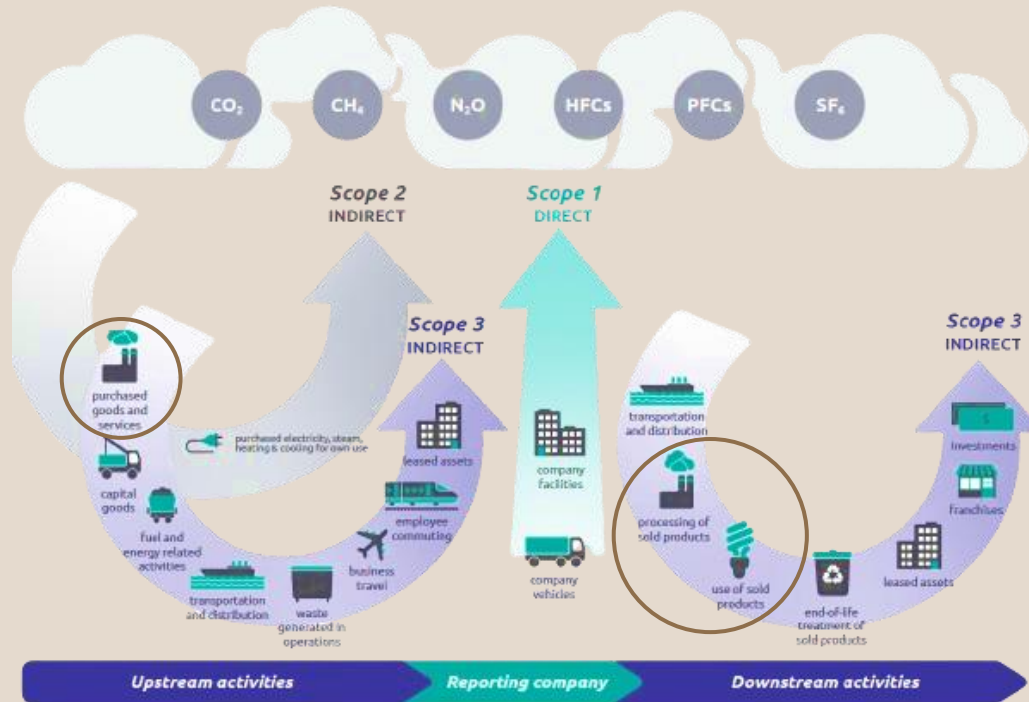 CO₂
CH₄
N₂O
HFCs
PFCs
SF₆
Scope 2
INDIRECT
Scope 1
DIRECT
Scope 3
INDIRECT
Scope 3
INDIRECT
purchased
goods and
services
capital
goods
fuel and
energy related
activities
purchased electricity, steam,
heating & cooling for own use
transportation
and distribution
waste
generated in
operations
business
travel
employee
commuting
leased assets
company
facilities
company
vehicles
transportation
and distribution
processing of
sold products
use of sold
products
end-of-life
treatment of
sold products
leased assets
franchises
investments
Upstream activities
Reporting company
Downstream activities